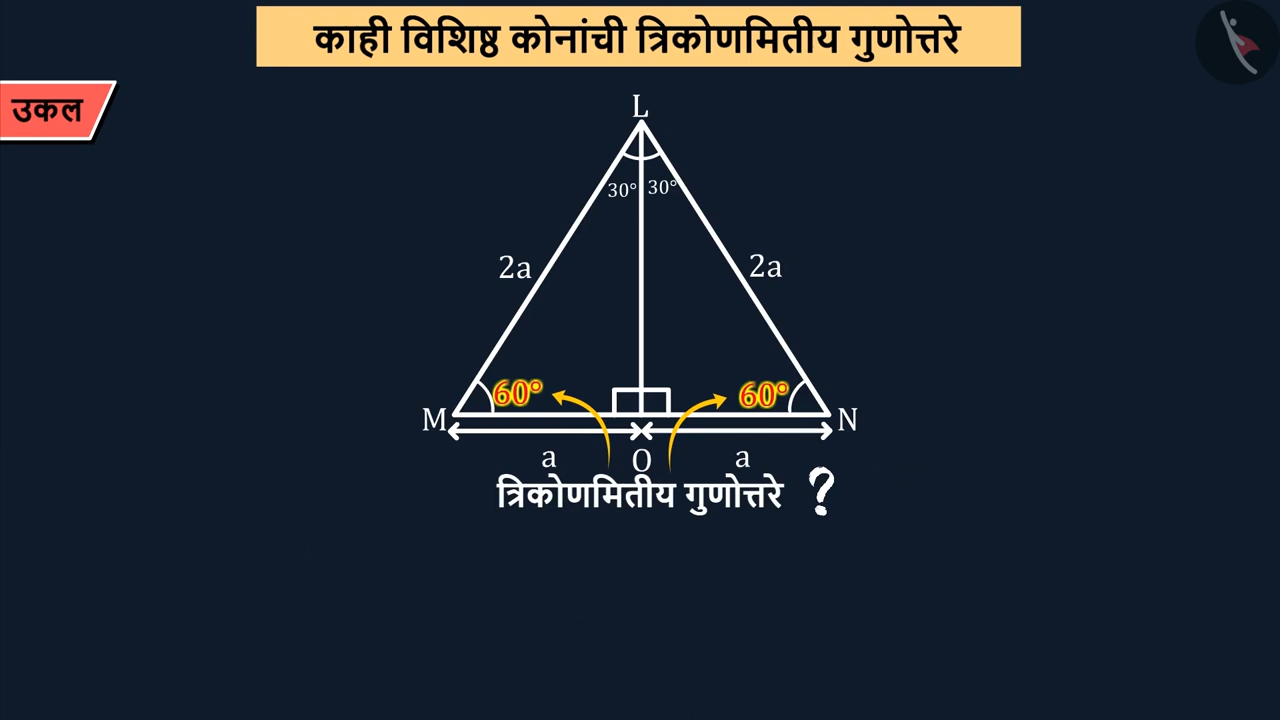 काही विशिष्ठ कोनांची त्रिकोणमितीय गुणोत्तरे
उकल
L
30° 30°
2a 2a
60° 60°
M N
a O a
त्रिकोणमितीय गुणोत्तरे ?